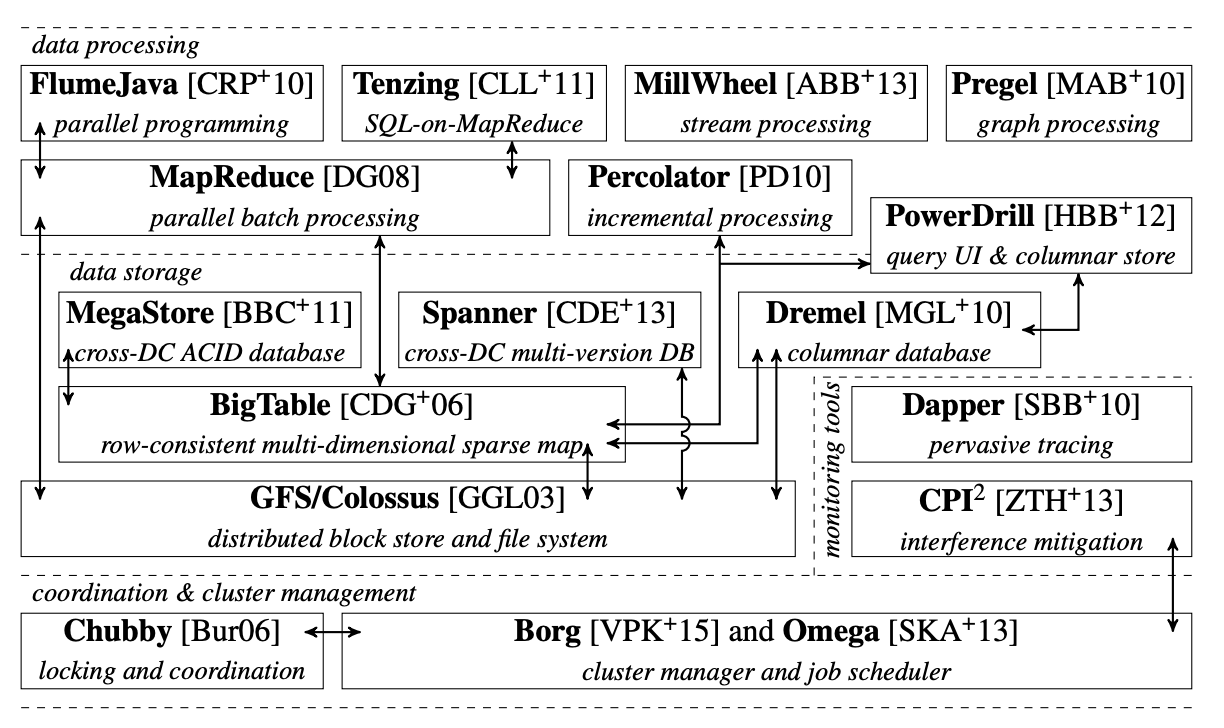 data processing
FlumeJava [CRP+10]
parallel programming
Tenzing [CLL+11]
SQL-on-MapReduce
MillWheel [ABB+13]
stream processing
Pregel [MAB+10]
graph processing
MapReduce [DG08]
parallel batch processing
Percolator [PD10]
incremental processing
PowerDrill [HBB+12]
query UI & columnar store
data storage
MegaStore [BBC+11]
cross-DC ACID database
Spanner [CDE+13]
cross-DC multi-version DB
Dremel [MGL+10]
columnar database
BigTable [CDG+06]
row-consistent multi-dimensional sparse map
GFS/Colossus [GGL03]
distributed block store and file system
monitoring tools
Dapper [SBB+10]
pervasive tracing
CPI2 [ZTH+13]
interference mitigation
coordination & cluster management
Chubby [Bur06]
locking and coordination
Borg [VPK+15] and Omega [SKA+13]
cluster manager and job scheduler